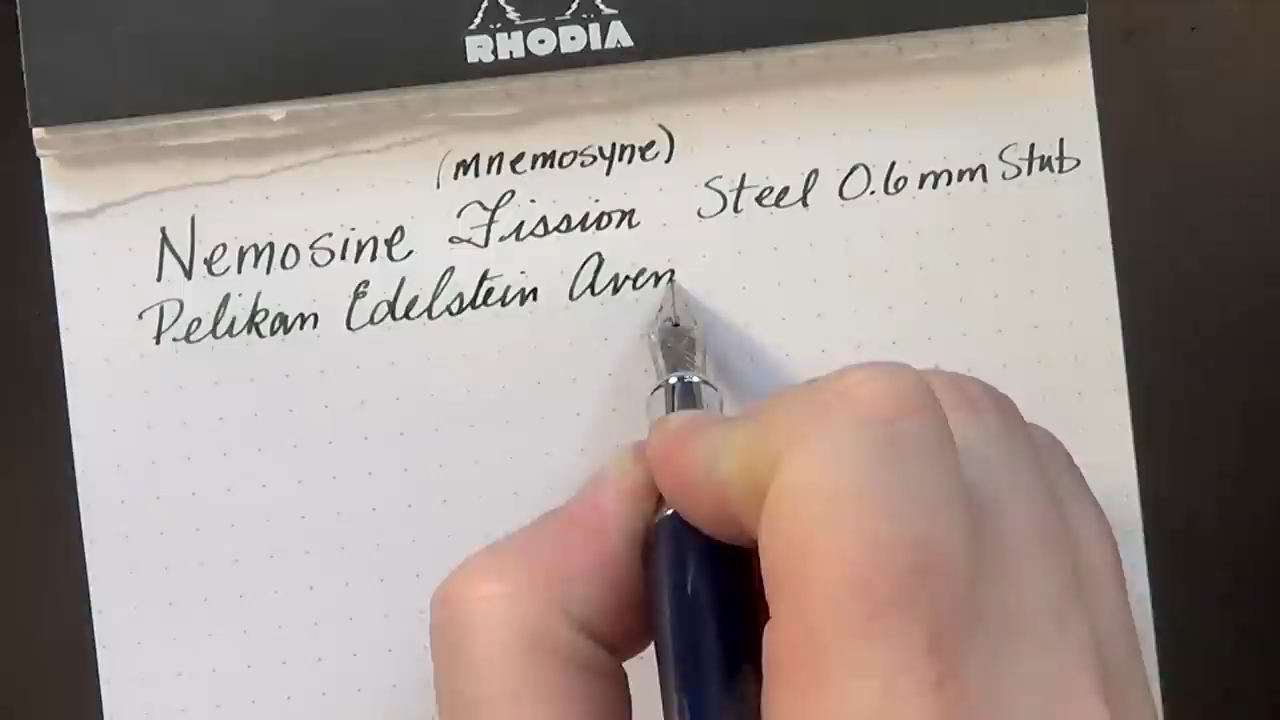 RHODIA
(mnemosyne)
Nemosine Fission Steel 0.6mm Stub
Pelikan Edelstein Aven